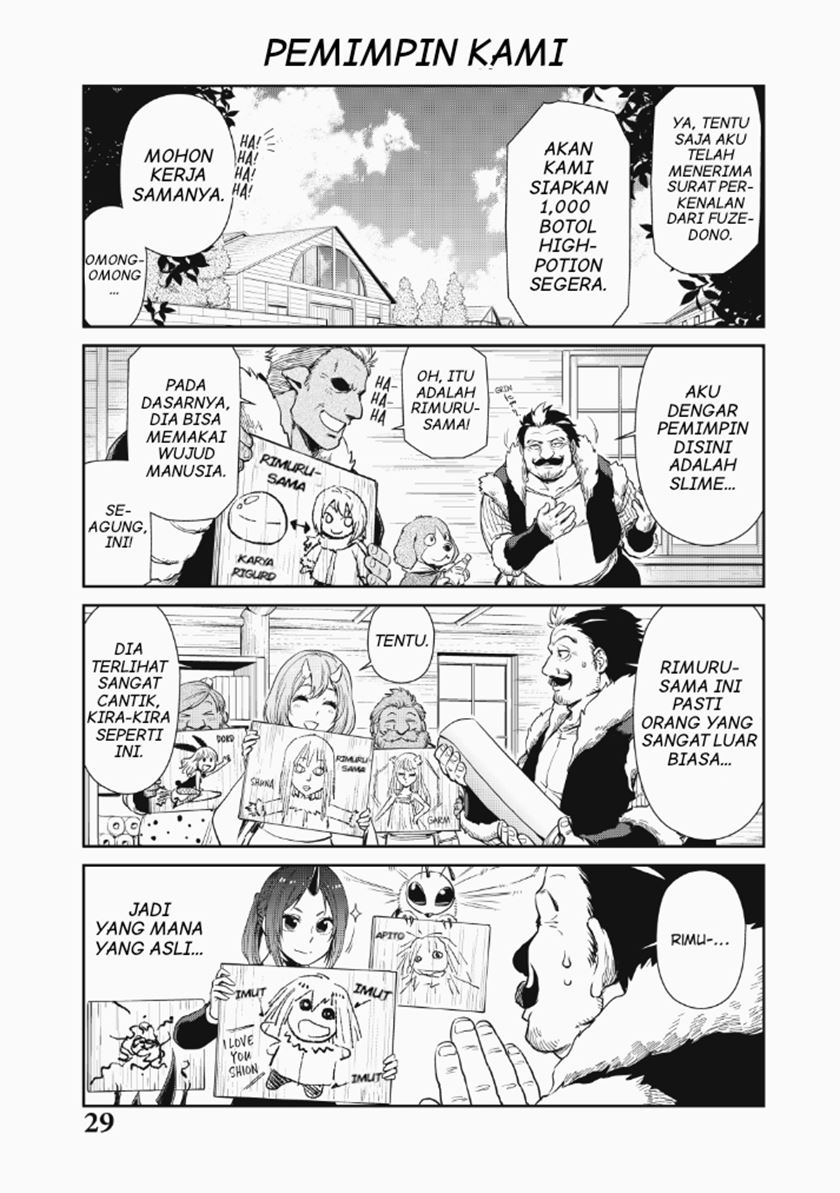 PEMIMPIN KAMI
YA, TENTU
SAJA AKU
TELAH
MENERIMA
SURAT PER-
KENALAN
DARI FUZE-
DONO.
AKAN
KAMI
SIAPKAN
1,000
BOTOL
HIGH-
POTION
SEGERA.
HA!
HA!
HA!
HA!
MOHON
KERJA
SAMANYA.
OMONG-
OMONG
...
AKU
DENGAR
PEMIMPIN
DISINI
ADALAH
SLIME...
GRIN
OH, ITU
ADALAH
RIMURU-
SAMA!
HA-
HA-
HA
PADA
DASARNYA,
DIA BISA
MEMAKAI
WUJUD
MANUSIA.
SE-
AGUNG,
INI!
RIMURU-
SAMA
KARYA
RIGURD
RIMURU-
SAMA INI
PASTI
ORANG YANG
SANGAT LUAR
BIASA...
TENTU.
DIA
TERLIHAT
SANGAT
CANTIK,
KIRA-KIRA
SEPERTI
INI.
DORD
SHUNA
RIMURU-
SAMA
GARM
RIMU-...
JADI
YANG MANA
YANG ASLI...
APITO
IMUT
IMUT
I LOVE
YOU
SHION
IMUT
29